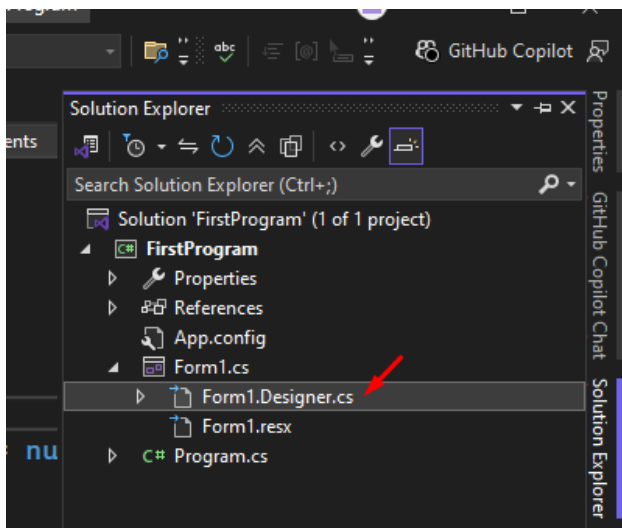 GitHub Copilot
Solution Explorer
ents
Search Solution Explorer (Ctrl+;)
Solution 'FirstProgram' (1 of 1 project)
C# FirstProgram
Properties
References
App.config
Form1.cs
Form1.Designer.cs
Form1.resx
nu
C# Program.cs
Properties
GitHub Copilot Chat
Solution Explorer
abc